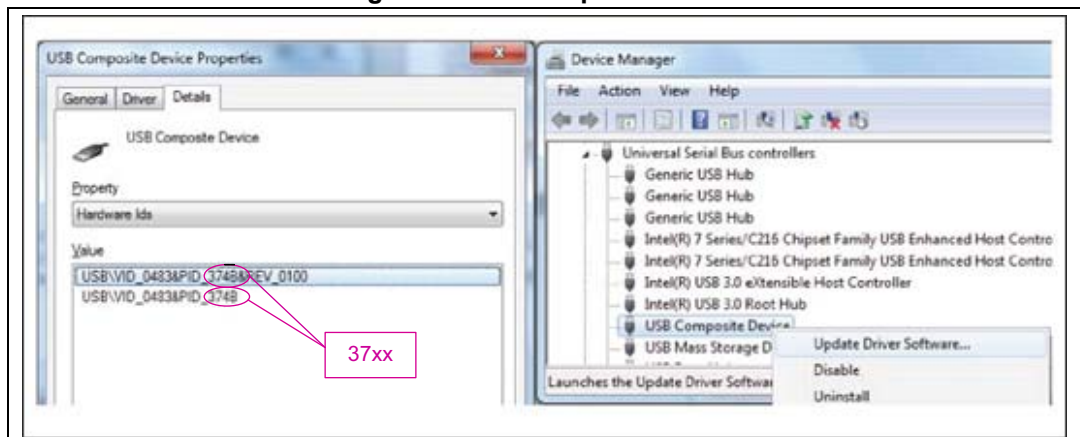 USB Composite Device Properties
General Driver Details
USB Composite Device
Property
Hardware Ids
Value
USB\VID_0483&PID_374B&REV_0100
USB\VID_0483&PID_374B
37xx
Device Manager
File Action View Help
Universal Serial Bus controllers
Generic USB Hub
Generic USB Hub
Generic USB Hub
Intel(R) 7 Series/C216 Chipset Family USB Enhanced Host Contro
Intel(R) 7 Series/C216 Chipset Family USB Enhanced Host Contro
Intel(R) USB 3.0 eXtensible Host Controller
Intel(R) USB 3.0 Root Hub
USB Composite Device
USB Mass Storage D
Launches the Update Driver Softwar
Update Driver Software...
Disable
Uninstall